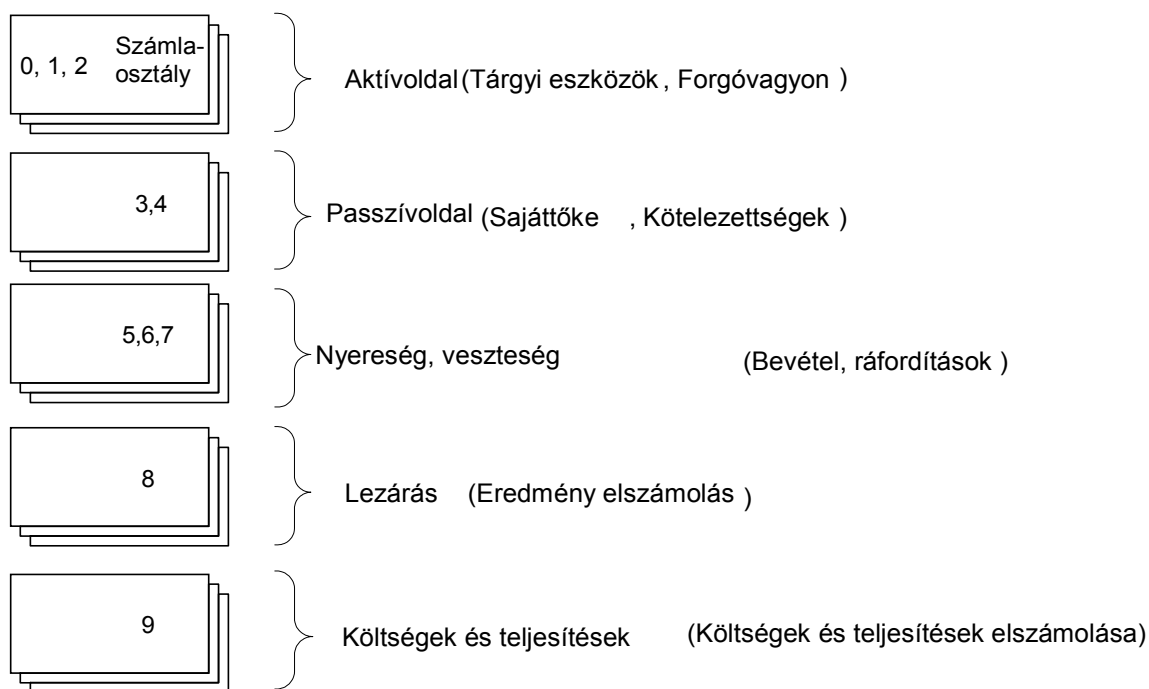 0, 1, 2 Számla-
osztály
Aktívoldal (Tárgyi eszközök , Forgóvagyon )
3,4
Passzívoldal (Sajáttőke , Kötelezettségek )
5,6,7
Nyereség, veszteség (Bevétel, ráfordítások )
8
Lezárás (Eredmény elszámolás )
9
Költségek és teljesítések (Költségek és teljesítések elszámolása)